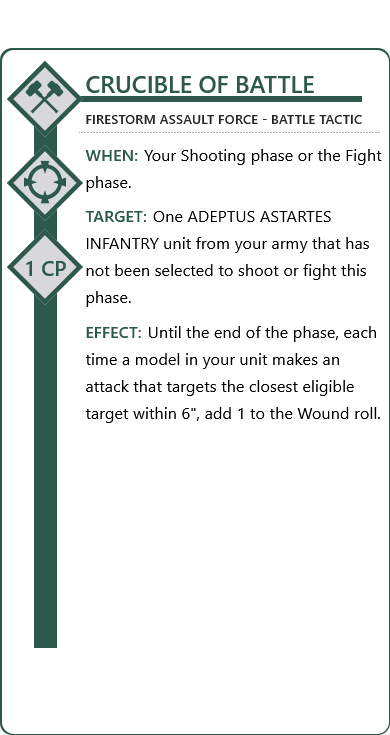 CRUCIBLE OF BATTLE
FIRESTORM ASSAULT FORCE - BATTLE TACTIC
WHEN: Your Shooting phase or the Fight
phase.
TARGET: One ADEPTUS ASTARTES
INFANTRY unit from your army that has
not been selected to shoot or fight this
phase.
1 CP
EFFECT: Until the end of the phase, each
time a model in your unit makes an
attack that targets the closest eligible
target within 6", add 1 to the Wound roll.